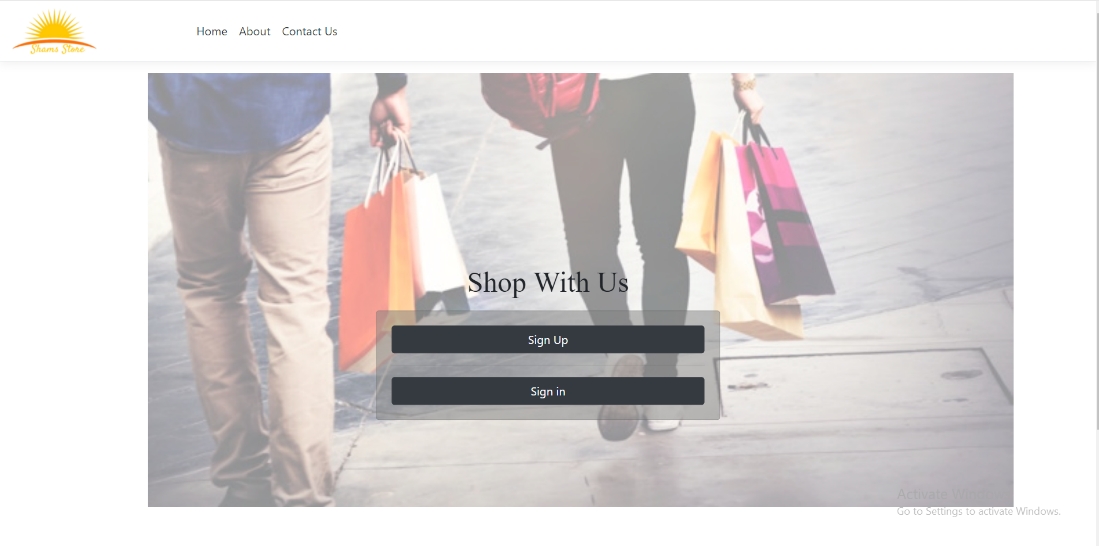 Shams Store
Home
About
Contact Us
Shop With Us
Sign Up
Sign in
Activate Windows
Go to Settings to activate Windows.